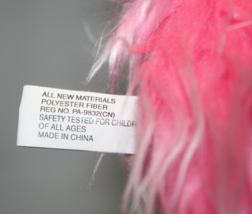 ALL NEW MATERIALS
POLYESTER FIBER
REG NO. PA-9832(CN)
SAFETY TESTED FOR CHILDR
OF ALL AGES
MADE IN CHINA